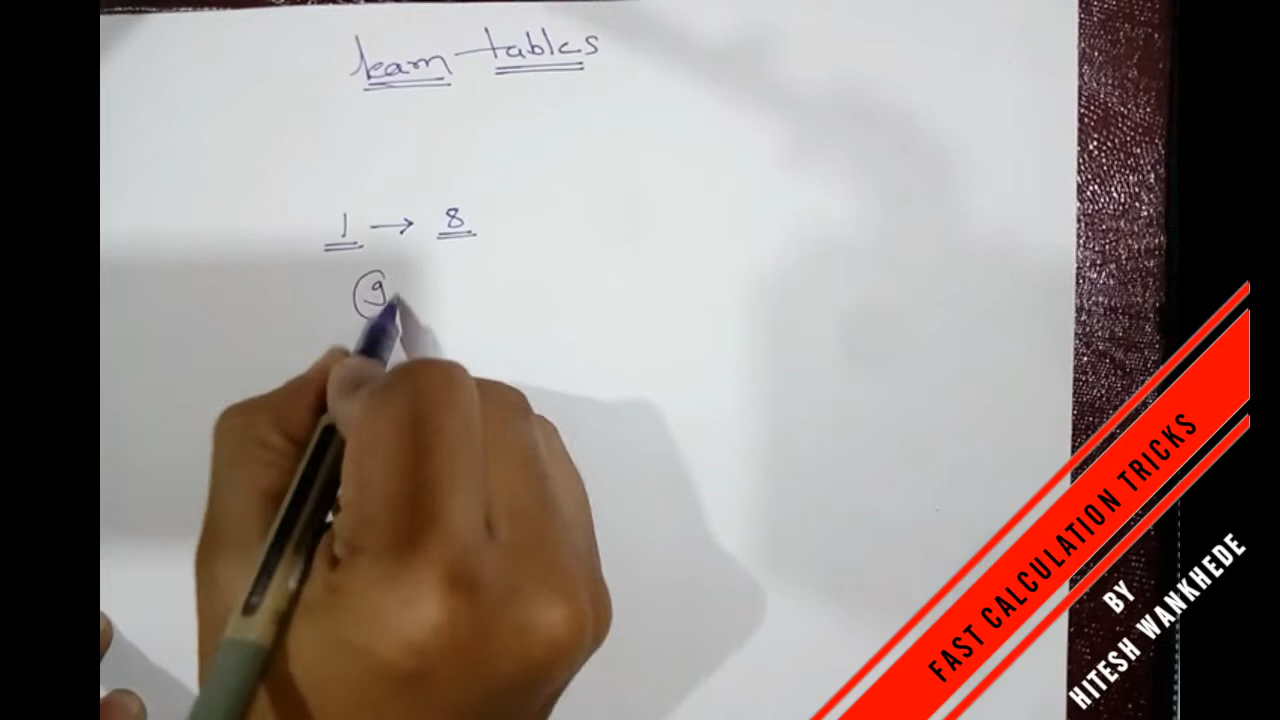 learn tables
1 → 8
9
FAST CALCULATION TRICKS
BY
HITESH WANKHEDE